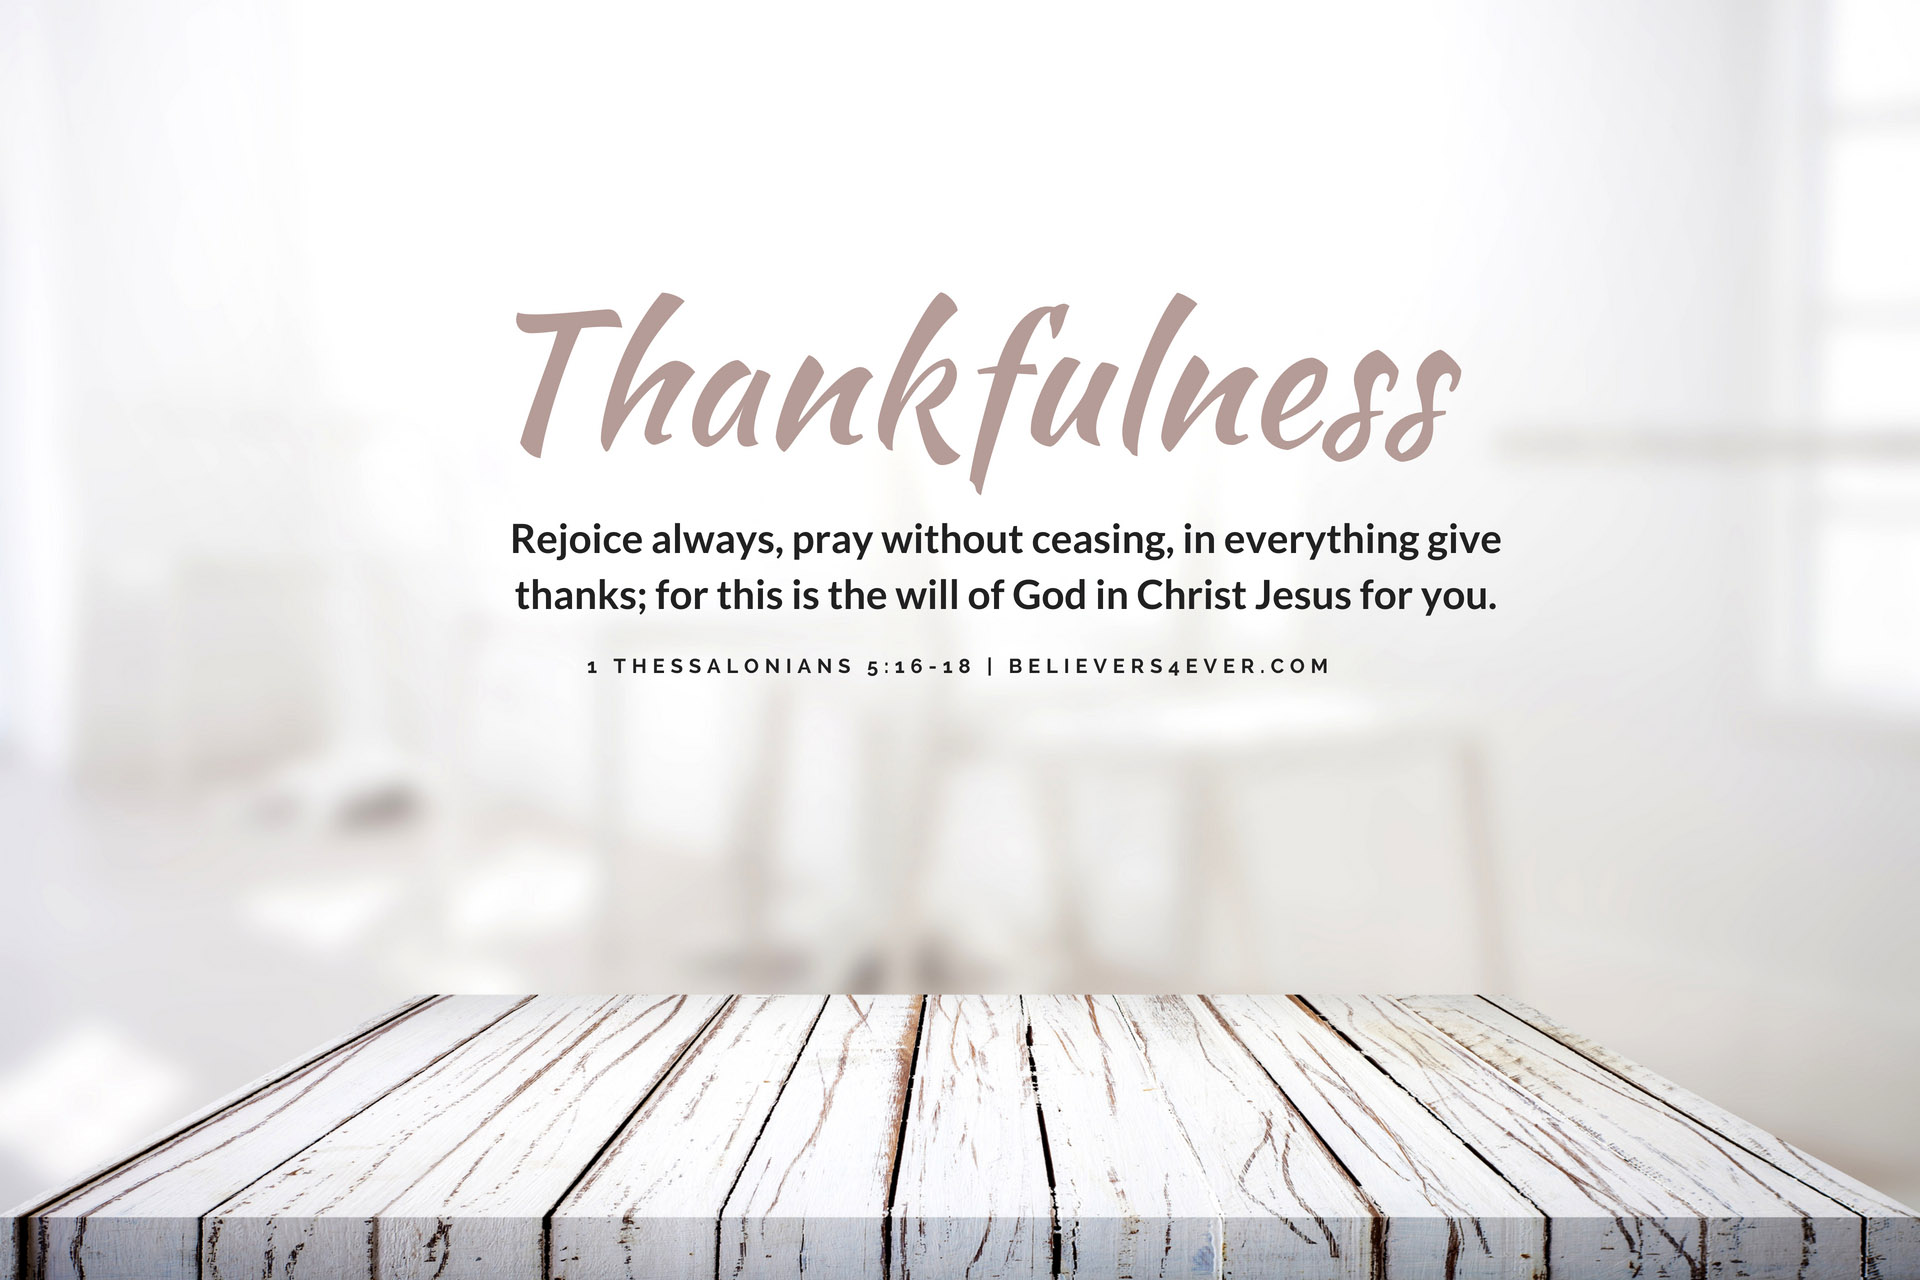 Thankfulness
Rejoice always, pray without ceasing, in everything give
thanks; for this is the will of God in Christ Jesus for you.
1 THESSALONIANS 5:16-18 | BELIEVERS4EVER.COM